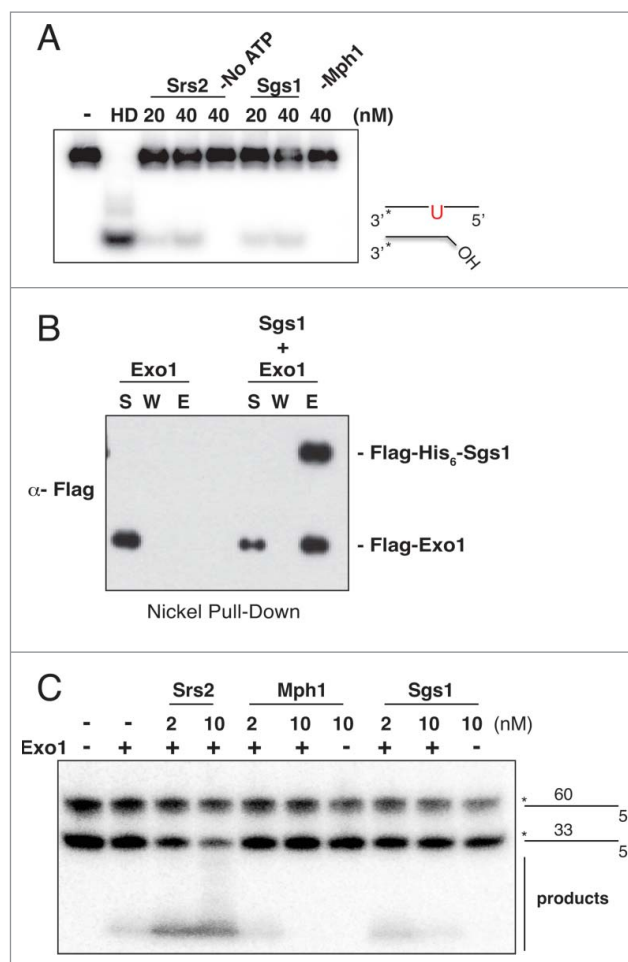 A
Srs2 -No ATP Sgs1 -Mph1
- HD 20 40 40 20 40 40 (nM)
U
3'* 5'
3'* OH
B
Sgs1
+
Exo1 Exo1
S W E S W E
- Flag-His6-Sgs1
α- Flag
- Flag-Exo1
Nickel Pull-Down
C
Srs2 Mph1 Sgs1
- - 2 10 2 10 10 2 10 10 (nM)
Exo1 - + + + + + - + + -
* 60
5
* 33
5
products